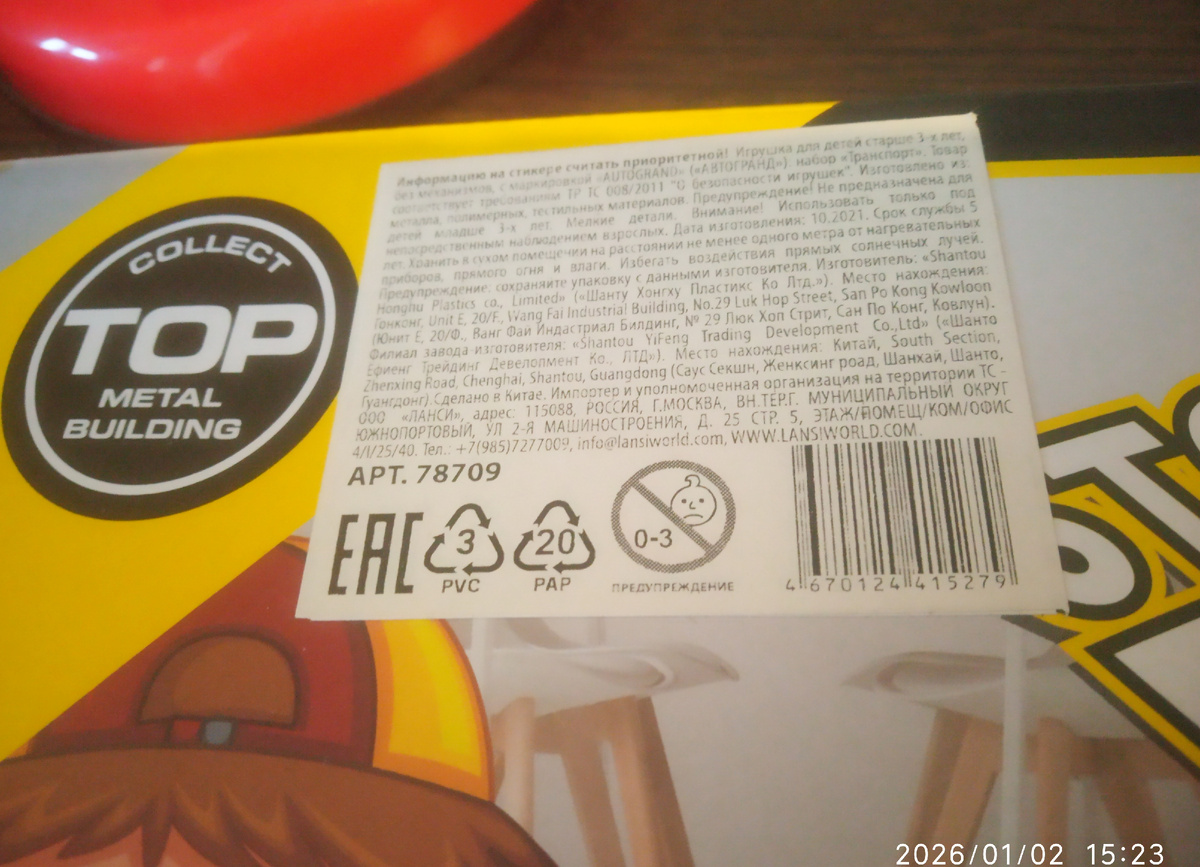 COLLECT
TOP
METAL
BUILDING
Информацию на стикере считать приоритетной! Игрушка для детей старше 3-х лет,
без механизмов, с маркировкой «AUTOGRAND» («АВТОГРАНД»). набор «Транспорт». Товар
соответствует требованиям ТР ТС 008/2011 "О безопасности игрушек". Изготовлено из:
металла, полимерных, тестильных материалов. Предупреждение! Не предназначена для
детей младше 3-х лет. Мелкие детали. Внимание! Использовать только под
непосредственным наблюдением взрослых. Дата изготовления: 10.2021. Срок службы 5
лет. Хранить в сухом помещении на расстоянии не менее одного метра от нагревательных
приборов, прямого огня и влаги. Избегать воздействия прямых солнечных лучей.
Предупреждение: сохраняйте упаковку с данными изготовителя. Изготовитель: «Shantou
Honghu Plastics co., Limited» («Шанту Хонгху Пластикс Ко Лтд.»). Место нахождения:
Гонконг, Unit E, 20/F., Wang Fai Industrial Building, No.29 Luk Hop Street, San Po Kong Kowloon
(Юнит Е, 20/Ф., Ванг Фай Индастриал Билдинг, № 29 Люк Хоп Стрит, Сан По Конг, Ковлун).
Филиал завода-изготовителя: «Shantou YiFeng Trading Development Co.,Ltd» («Шанто
Ефиенг Трейдинг Девелопмент Ко., ЛТД»). Место нахождения: Китай, South Section,
Zhenxing Road, Chenghai, Shantou, Guangdong (Саус Секшн, Женксинг роад, Шанхай, Шанто,
Гуангдонг).Сделано в Китае. Импортер и уполномоченная организация на территории ТС -
ООО «ЛАНСИ», адрес: 115088, РОССИЯ, Г.МОСКВА, ВН.ТЕР.Г. МУНИЦИПАЛЬНЫЙ ОКРУГ
ЮЖНОПОРТОВЫЙ, УЛ 2-Я МАШИНОСТРОЕНИЯ, Д. 25 СТР. 5, ЭТАЖ/ПОМЕЩ/КОМ/ОФИС
4/I/25/40. Тел.: +7(985)7277009, info@lansiworld.com, WWW.LANSIWORLD.COM.
АРТ. 78709
EAC
3
PVC
20
PAP
0-3
ПРЕДУПРЕЖДЕНИЕ
4 670124 415279
2026/01/02 15:23